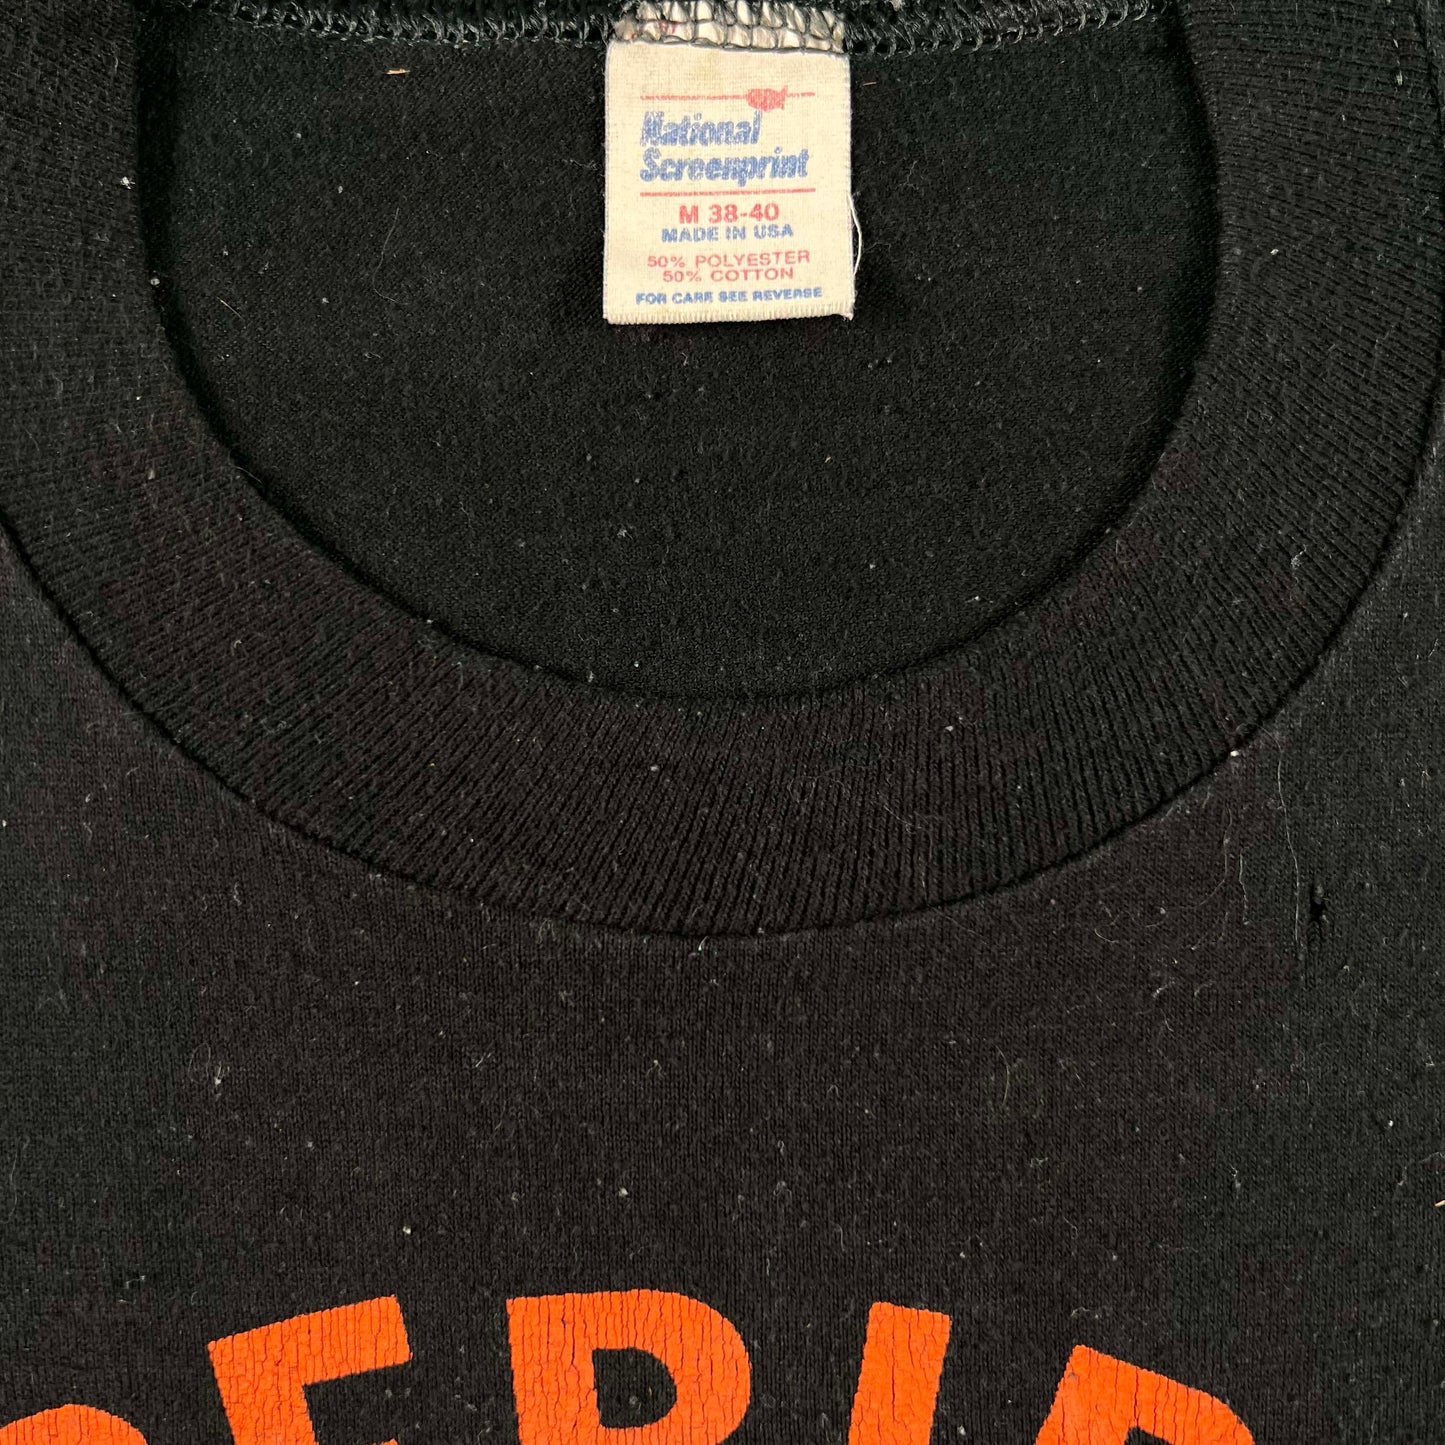 National
Screenprint
M 38-40
MADE IN USA
50% POLYESTER
50% COTTON
FOR CARE SEE REVERSE